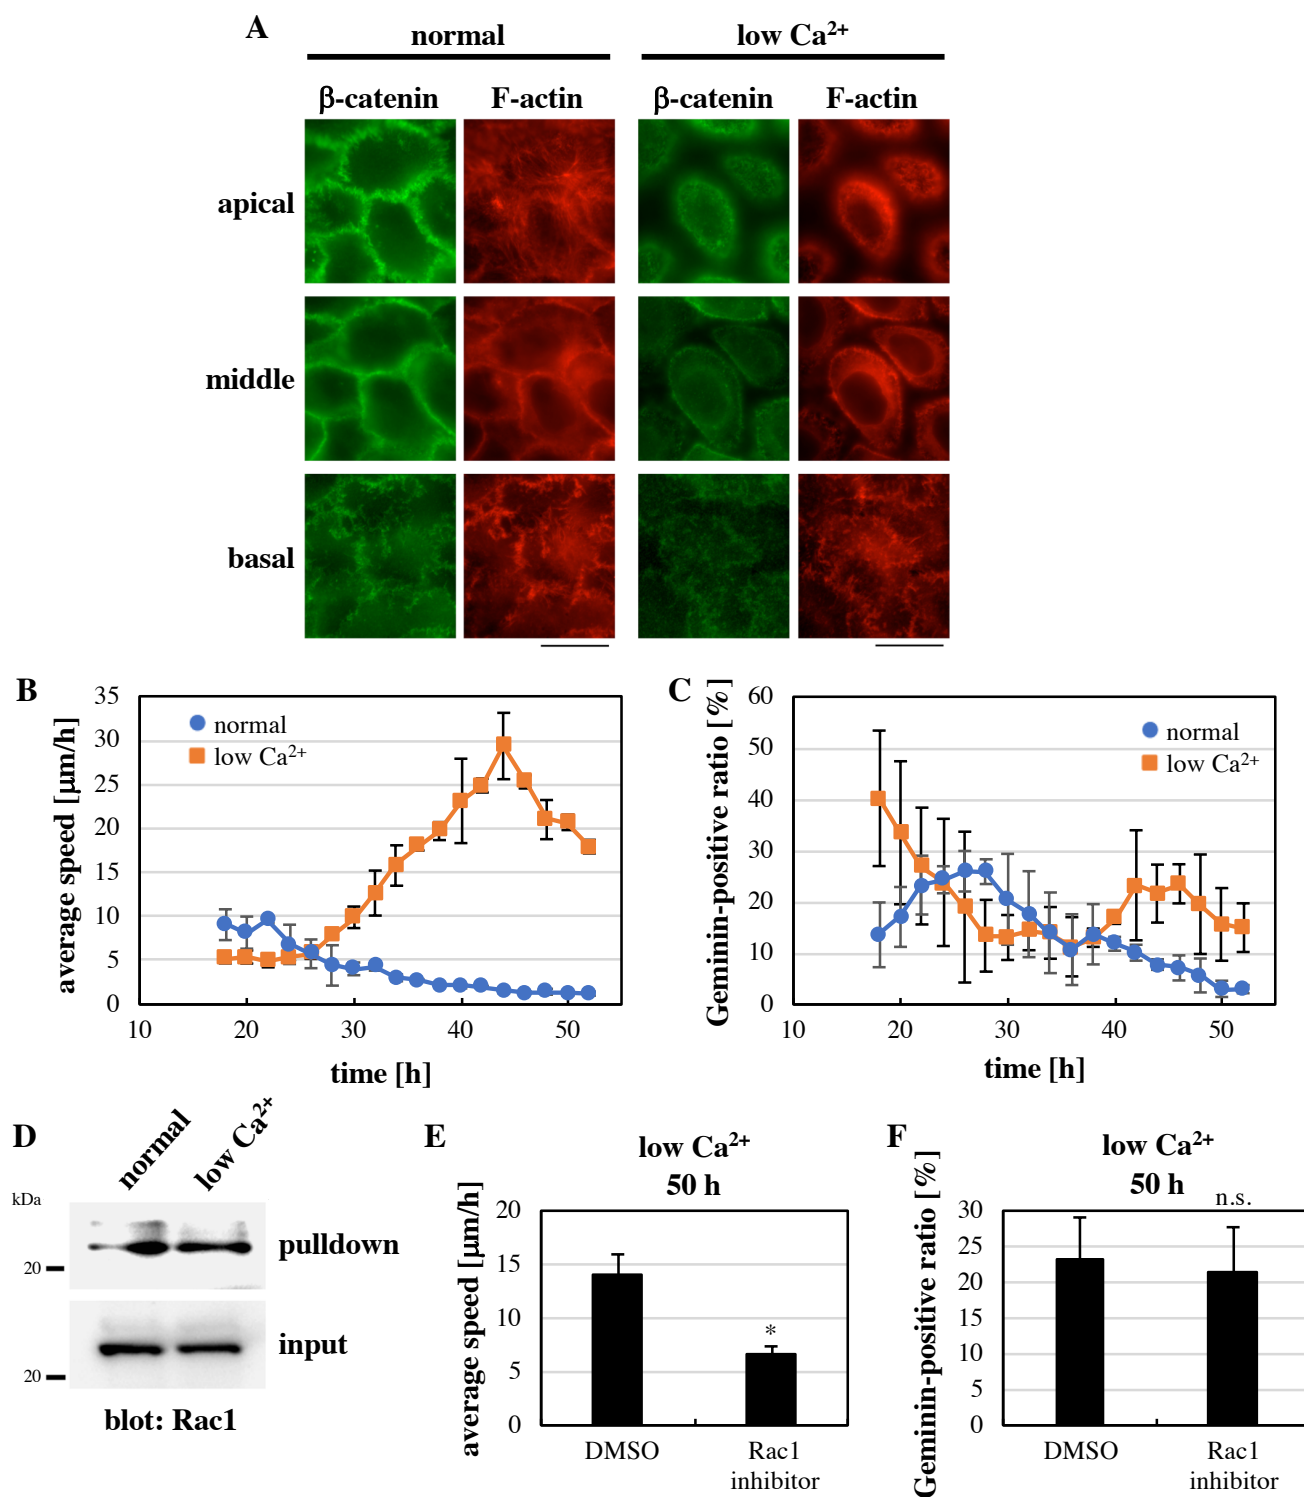 A
normal
low Ca²⁺
β-catenin
F-actin
β-catenin
F-actin
apical
middle
basal
B
average speed [μm/h]
35
30
25
20
15
10
5
0
normal
low Ca²⁺
10
20
30
40
50
time [h]
C
Geminin-positive ratio [%]
60
50
40
30
20
10
0
normal
low Ca²⁺
10
20
30
40
50
time [h]
D
normal
low Ca²⁺
kDa
20
pulldown
20
input
blot: Rac1
E
low Ca²⁺
50 h
average speed [μm/h]
20
15
10
5
0
*
DMSO
Rac1
inhibitor
F
low Ca²⁺
50 h
n.s.
Geminin-positive ratio [%]
30
25
20
15
10
5
0
DMSO
Rac1
inhibitor